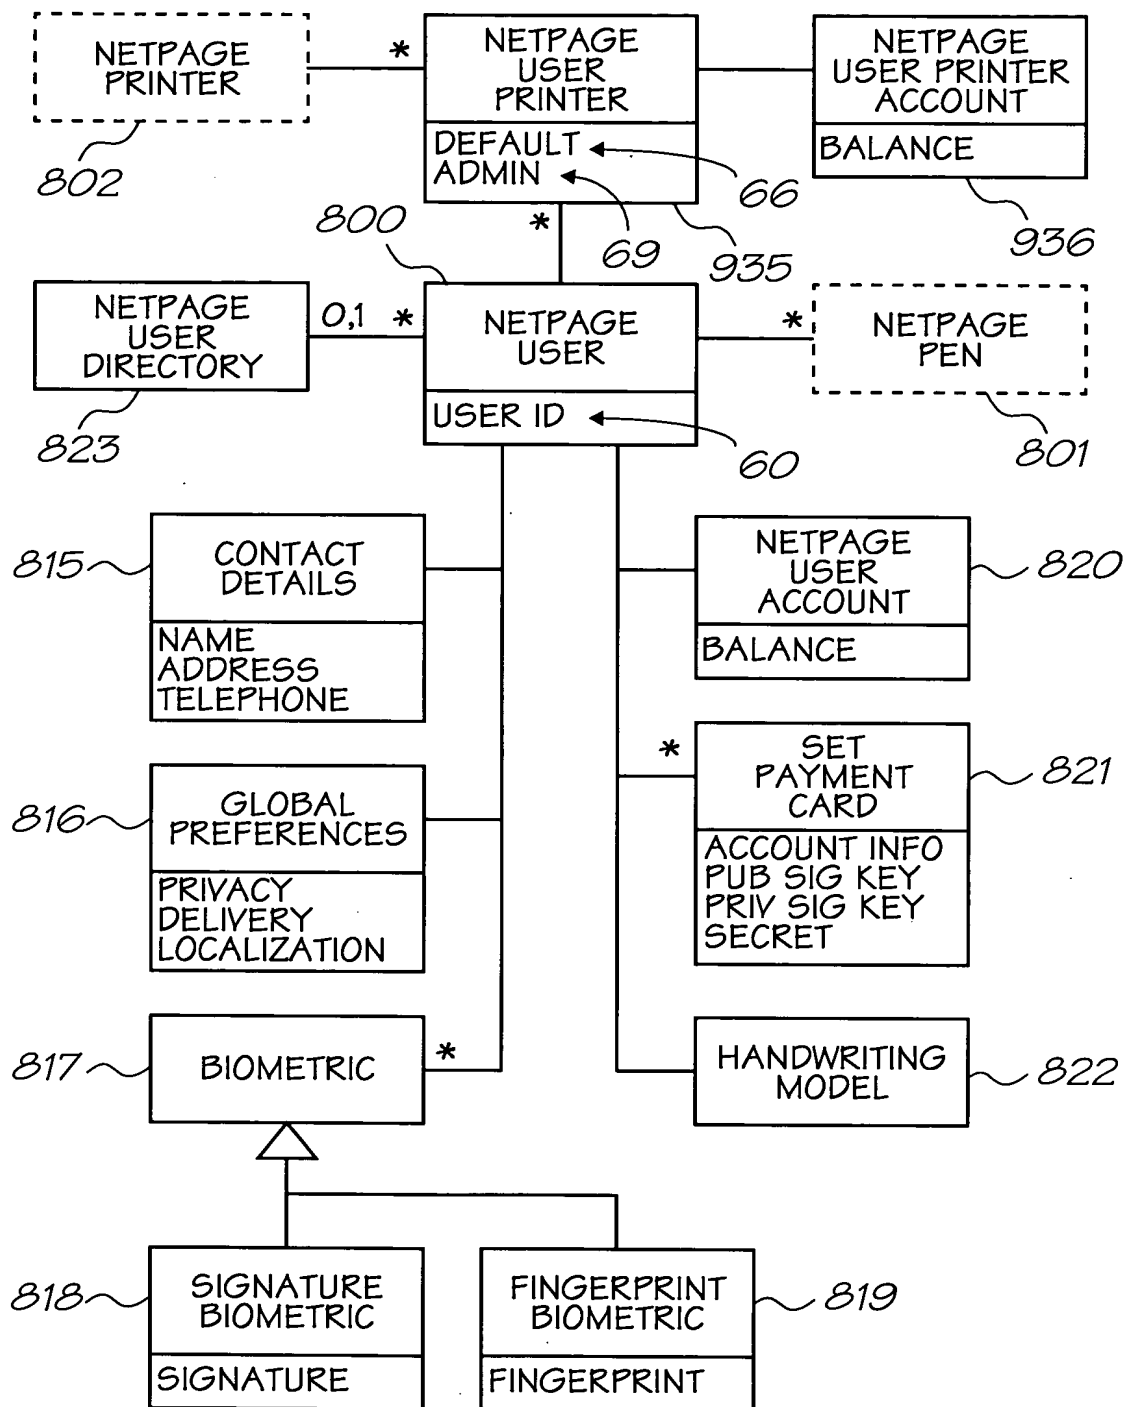 NETPAGE
PRINTER
802
*
NETPAGE
USER
PRINTER
DEFAULT
ADMIN
66
69
935
NETPAGE
USER PRINTER
ACCOUNT
BALANCE
936
*
800
NETPAGE
USER
DIRECTORY
823
0,1 *
NETPAGE
USER
USER ID
60
*
NETPAGE
PEN
801
815
CONTACT
DETAILS
NAME
ADDRESS
TELEPHONE
NETPAGE
USER
ACCOUNT
BALANCE
820
816
GLOBAL
PREFERENCES
PRIVACY
DELIVERY
LOCALIZATION
*
SET
PAYMENT
CARD
ACCOUNT INFO
PUB SIG KEY
PRIV SIG KEY
SECRET
821
817
BIOMETRIC
*
HANDWRITING
MODEL
822
818
SIGNATURE
BIOMETRIC
SIGNATURE
FINGERPRINT
BIOMETRIC
FINGERPRINT
819